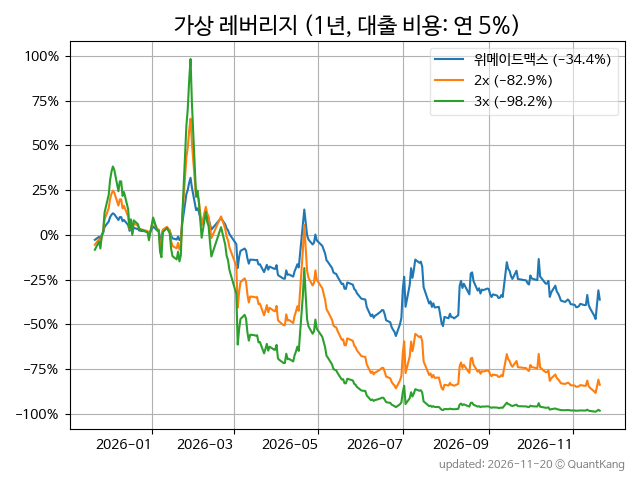 가상 레버리지 (1년, 대출 비용: 연 5%)
위메이드맥스 (-34.4%)
2x (-82.9%)
3x (-98.2%)
100%
75%
50%
25%
0%
-25%
-50%
-75%
-100%
2026-01 2026-03 2026-05 2026-07 2026-09 2026-11
updated: 2026-11-20 © QuantKang